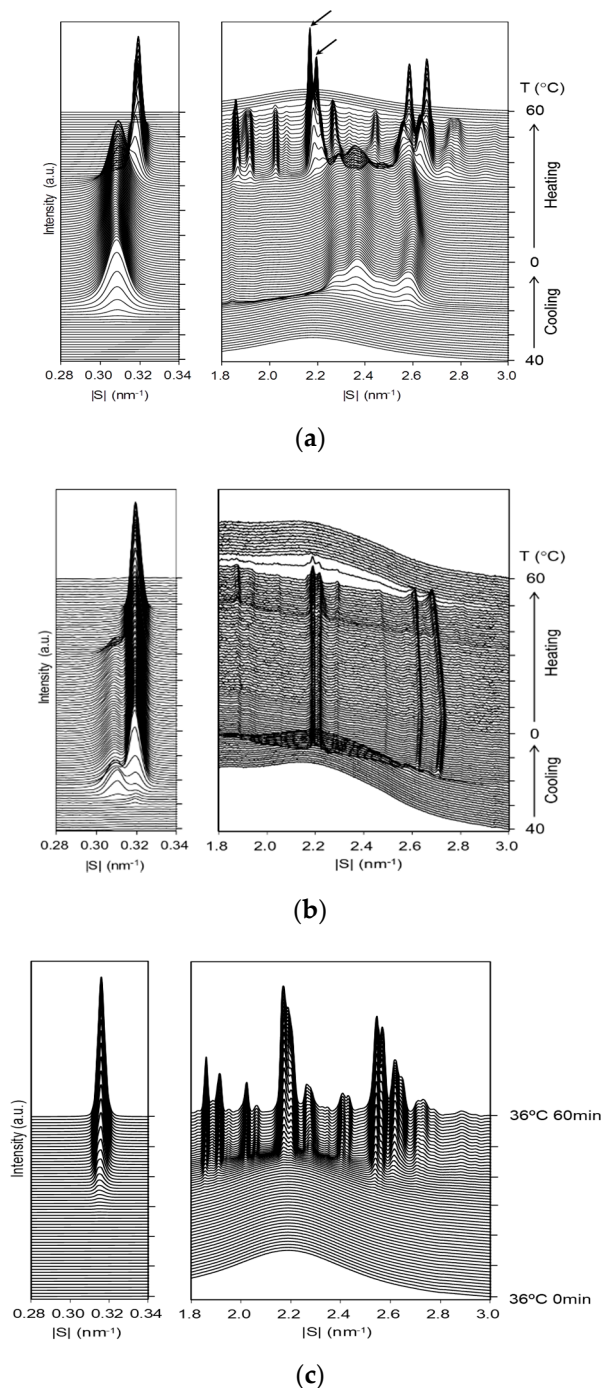 T (°C)
60
Heating
0
Cooling
40
Intensity (a.u.)
0.28 0.30 0.32 0.34
|S| (nm⁻¹)
1.8 2.0 2.2 2.4 2.6 2.8 3.0
|S| (nm⁻¹)
(a)
T (°C)
60
Heating
0
Cooling
40
Intensity (a.u.)
0.28 0.30 0.32 0.34
|S| (nm⁻¹)
1.8 2.0 2.2 2.4 2.6 2.8 3.0
|S| (nm⁻¹)
(b)
Intensity (a.u.)
36ºC 60min
36ºC 0min
0.28 0.30 0.32 0.34
|S| (nm⁻¹)
1.8 2.0 2.2 2.4 2.6 2.8 3.0
|S| (nm⁻¹)
(c)